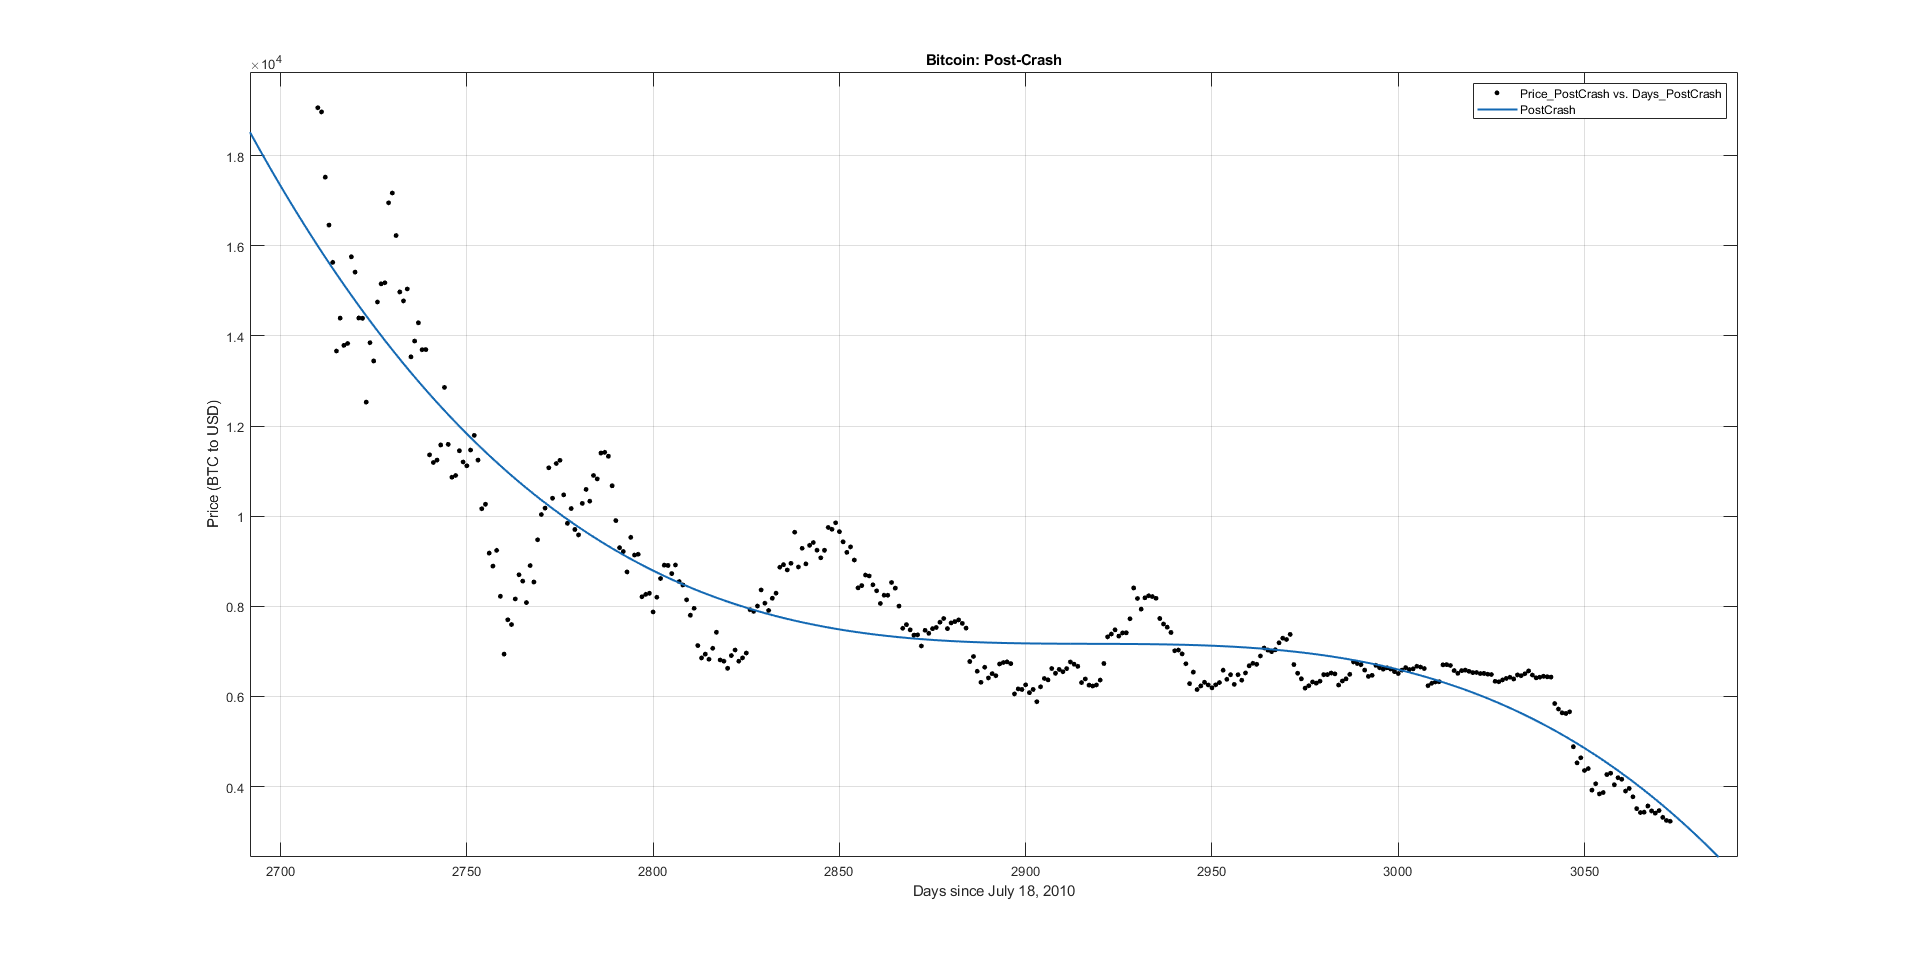 Bitcoin: Post-Crash
×10⁴
Price_PostCrash vs. Days_PostCrash
PostCrash
1.8
1.6
1.4
1.2
1
0.8
0.6
0.4
Price (BTC to USD)
2700 2750 2800 2850 2900 2950 3000 3050
Days since July 18, 2010